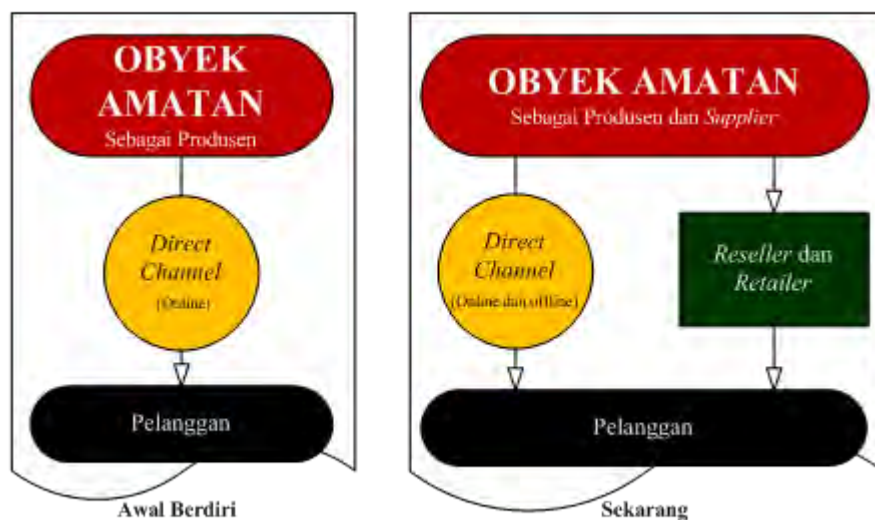 OBYEK
AMATAN
Sebagai Produsen
Direct
Channel
(Online)
Pelanggan
Awal Berdiri
OBYEK AMATAN
Sebagai Produsen dan Supplier
Direct
Channel
(Online dan offline)
Reseller dan
Retailer
Pelanggan
Sekarang